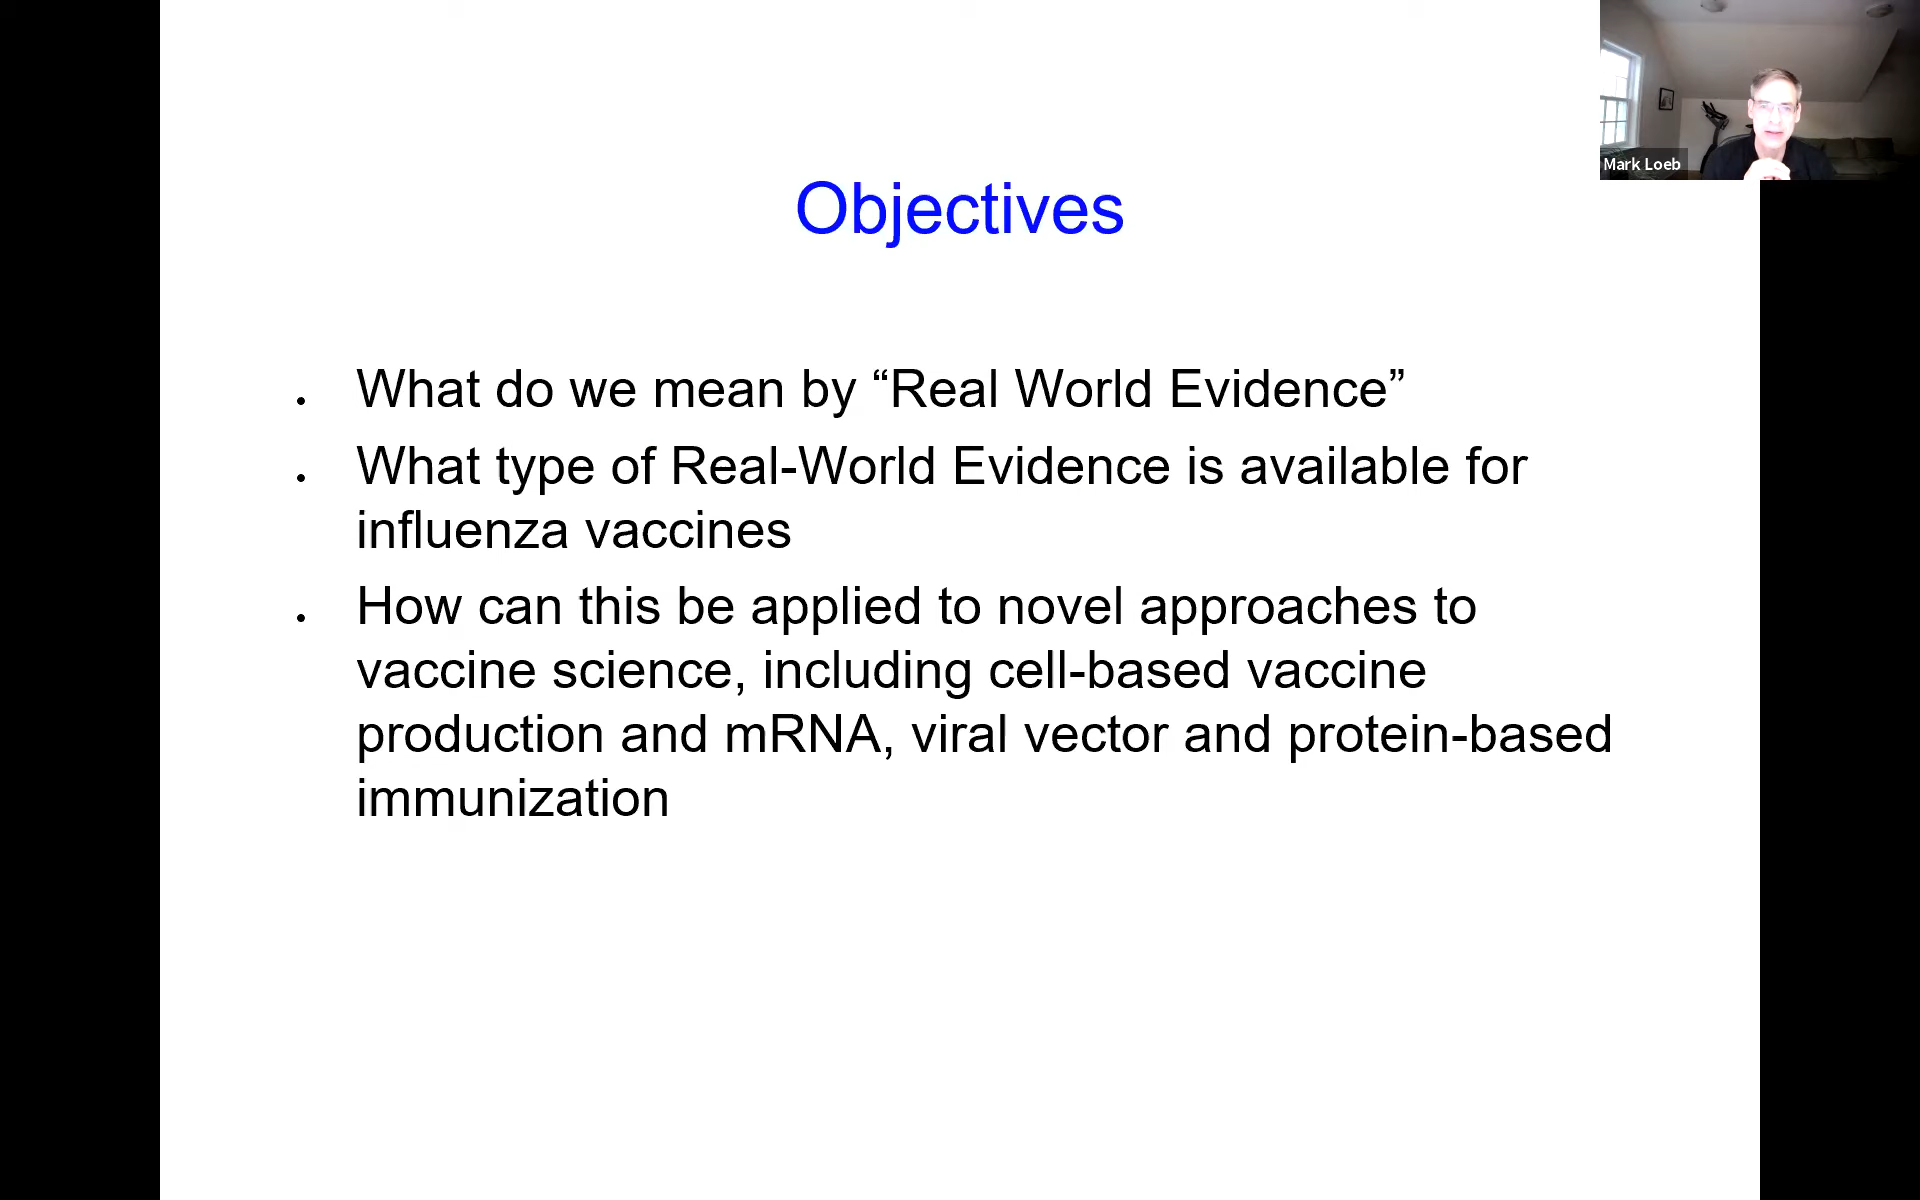 Mark Loeb
Objectives
• What do we mean by “Real World Evidence”
• What type of Real-World Evidence is available for
influenza vaccines
• How can this be applied to novel approaches to
vaccine science, including cell-based vaccine
production and mRNA, viral vector and protein-based
immunization